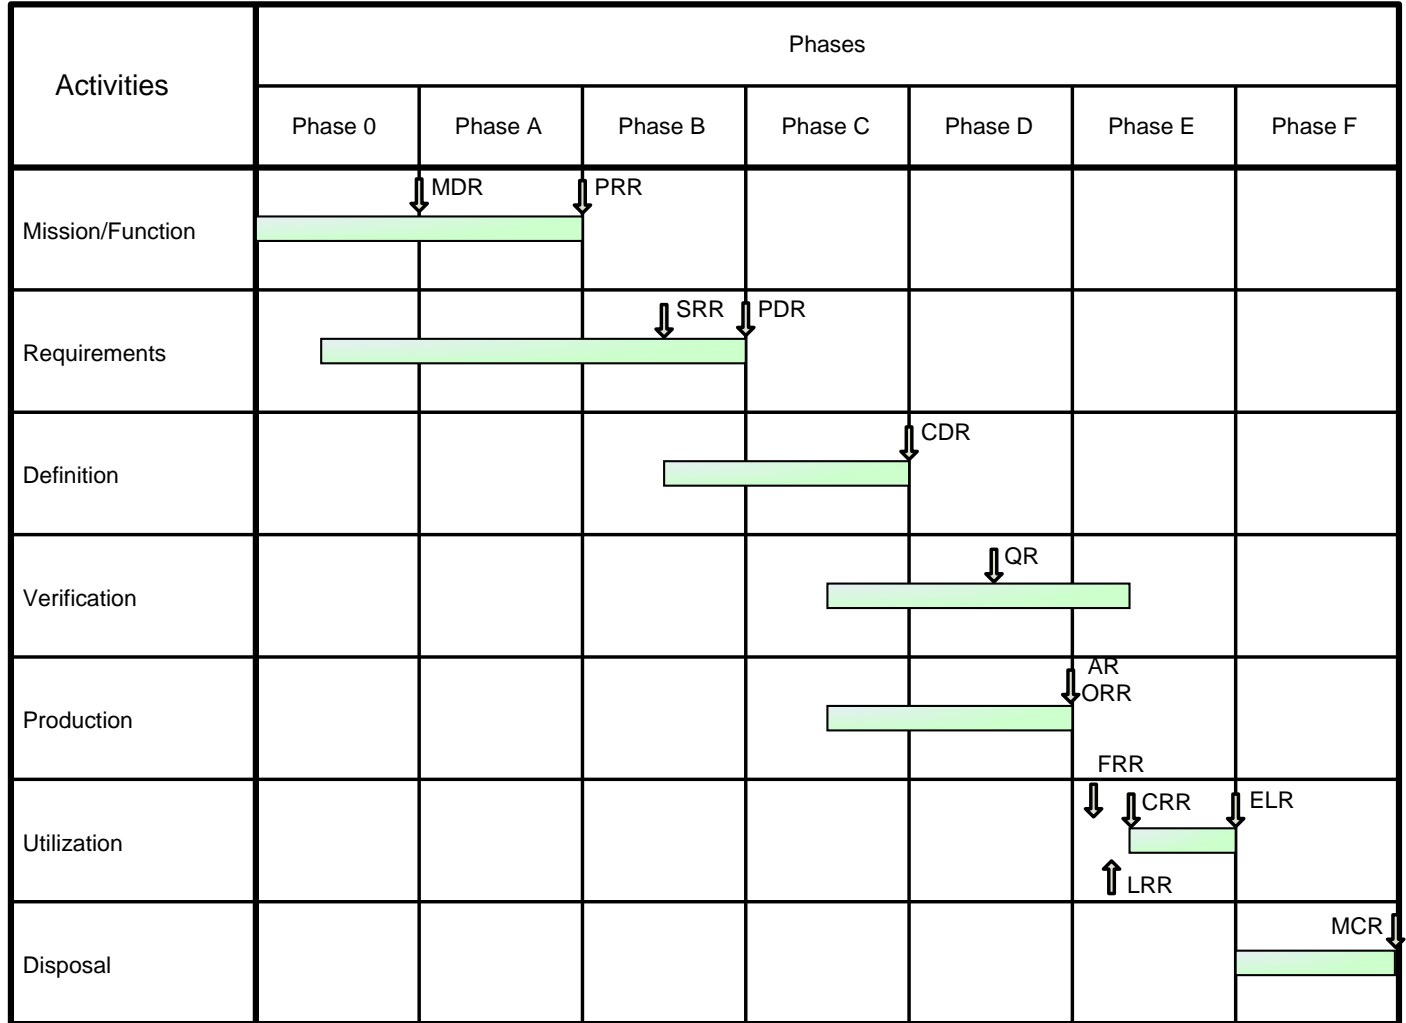 Activities
Phases
Phase 0
Phase A
Phase B
Phase C
Phase D
Phase E
Phase F
MDR
PRR
Mission/Function
SRR
PDR
Requirements
CDR
Definition
QR
Verification
AR
ORR
Production
FRR
CRR
ELR
Utilization
LRR
MCR
Disposal